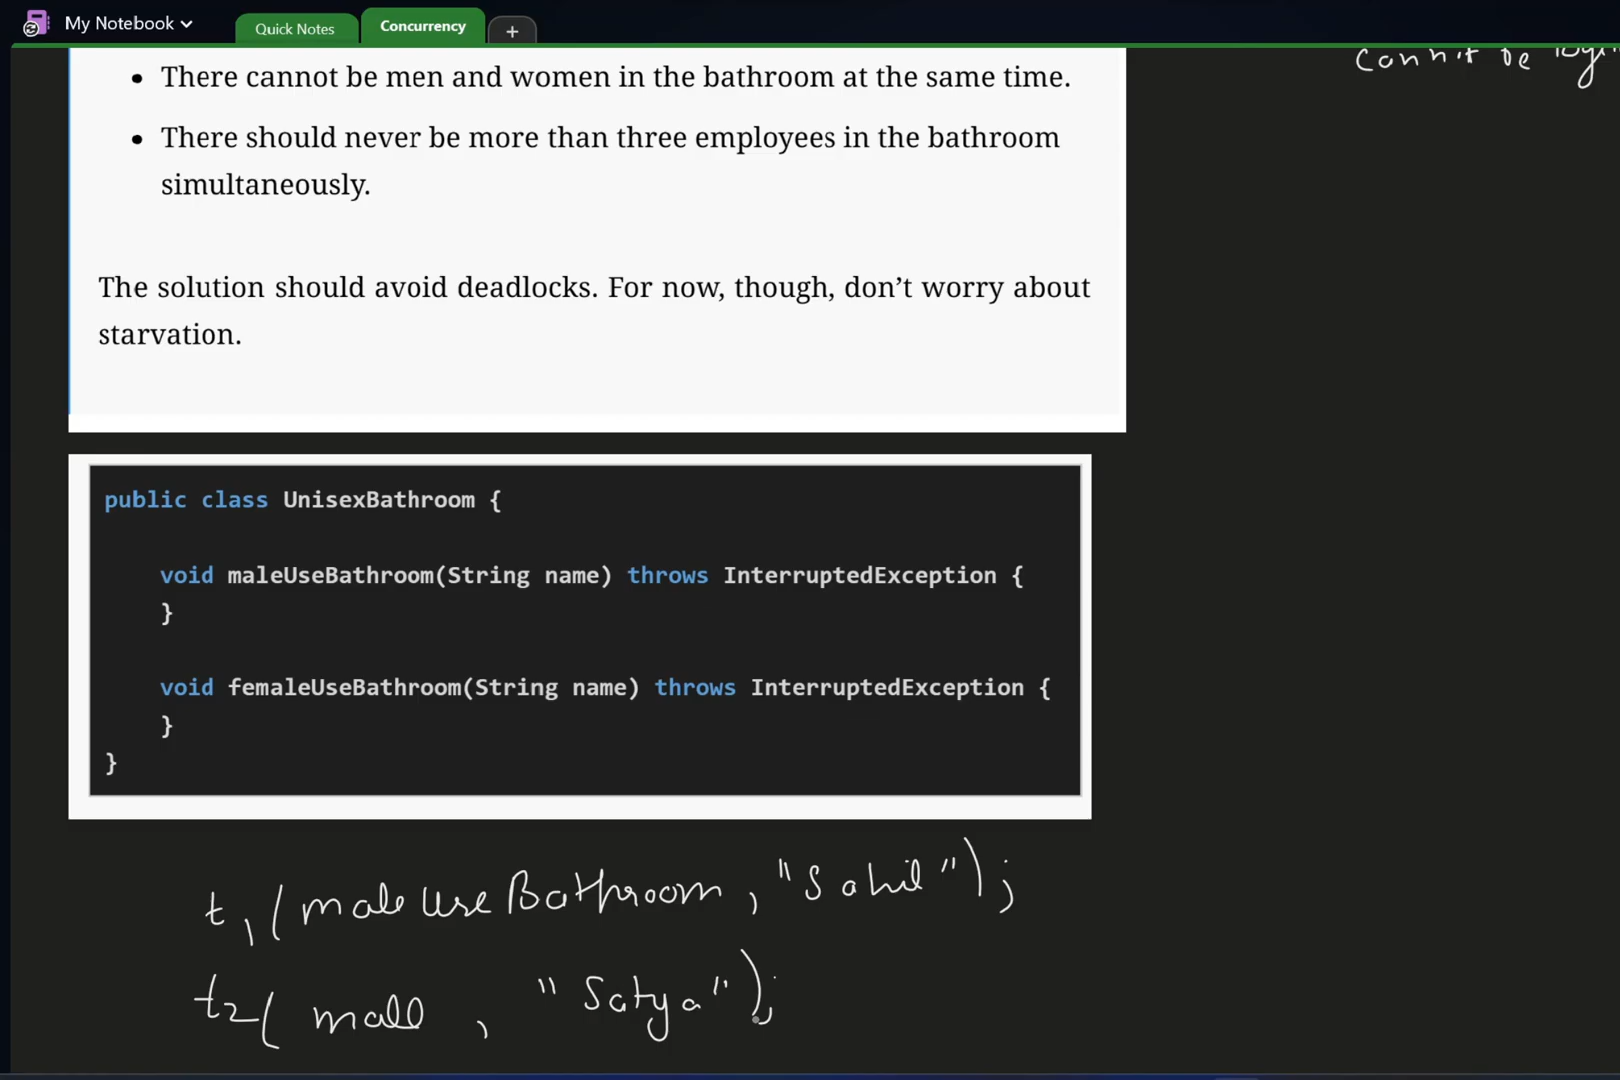 My Notebook
Quick Notes
Concurrency
+
cannot be
• There cannot be men and women in the bathroom at the same time.
• There should never be more than three employees in the bathroom
simultaneously.
The solution should avoid deadlocks. For now, though, don’t worry about
starvation.
public class UnisexBathroom {
void maleUseBathroom(String name) throws InterruptedException {
}
void femaleUseBathroom(String name) throws InterruptedException {
}
}
t1(maleUseBathroom, "Sahil");
t2(male, "Satya");